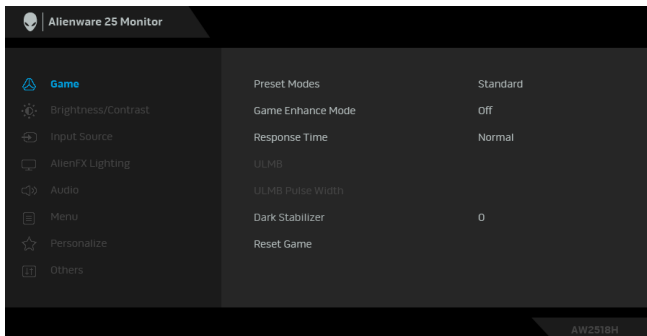 Alienware 25 Monitor
Game
Preset Modes Standard
Brightness/Contrast
Game Enhance Mode Off
Input Source
Response Time Normal
AlienFX Lighting
ULMB
Audio
ULMB Pulse Width
Menu
Dark Stabilizer 0
Personalize
Reset Game
Others
AW2518H